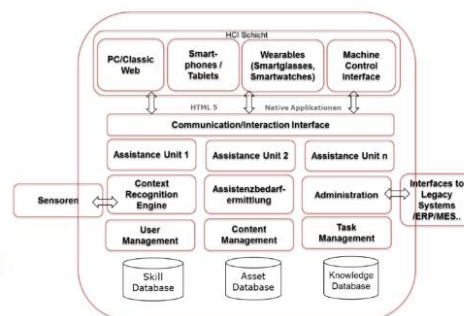 HCI Schicht
PC/Classic
Web
Smart-
phones /
Tablets
Wearables
(Smartglasses,
Smartwatches)
Machine
Control
Interface
HTML 5
Native Applikationen
Communication/Interaction Interface
Assistance Unit 1
Assistance Unit 2
Assistance Unit n
Sensoren
Context
Recognition
Engine
Assistenzbedarf-
ermittlung
Administration
Interfaces to
Legacy
Systems
/ERP/MES..
User
Management
Content
Management
Task
Management
Skill
Database
Asset
Database
Knowledge
Database